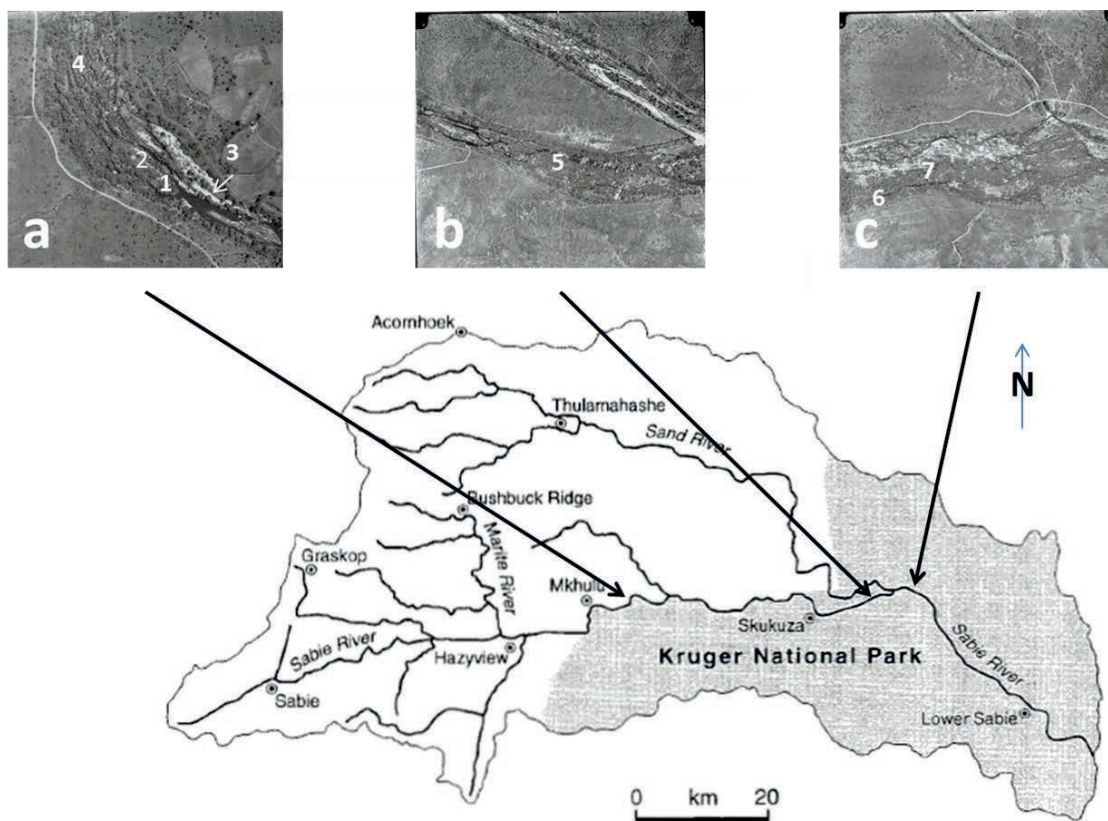 4
3
2
1
a
5
b
7
6
c
N
Acornhoek
Thulamahashe
Sand River
Bushbuck Ridge
Marite River
Graskop
Mkhulu
Skukuza
Sabie River
Hazyview
Kruger National Park
Sabie River
Sabie
Lower Sabie
0 km 20